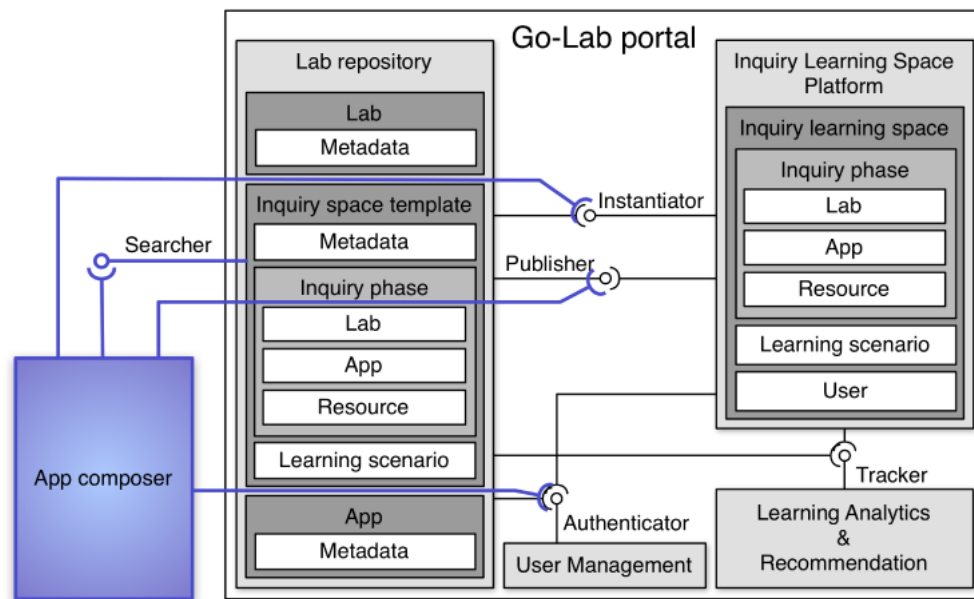 Go-Lab portal
Lab repository
Lab
Metadata
Inquiry space template
Metadata
Inquiry phase
Lab
App
Resource
Learning scenario
App
Metadata
Searcher
App composer
Instantiator
Publisher
Authenticator
User Management
Inquiry Learning Space
Platform
Inquiry learning space
Inquiry phase
Lab
App
Resource
Learning scenario
User
Tracker
Learning Analytics
&
Recommendation